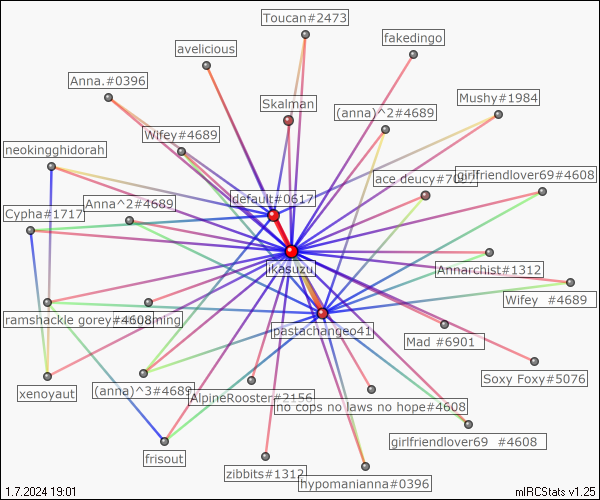 Toucan#2473
fakedingo
avelicious
Anna.#0396
Mushy#1984
Skalman
(anna)^2#4689
Wifey#4689
neokingghidorah
ace deucy#7
girlfriendlover69#4608
default#0617
Anna^2#4689
Cypha#1717
ikasuzu
Annarchist#1312
Wifey #4689
ramshackle gorey#4608
pastachangeo41
Mad #6901
Soxy Foxy#5076
xenoyaut
(anna)^3#4689
AlpineRooster#2156
no cops no laws no hope#4608
girlfriendlover69 #4608
frisout
zibbits#1312
hypomanianna#0396
1.7.2024 19:01
mIRCStats v1.25